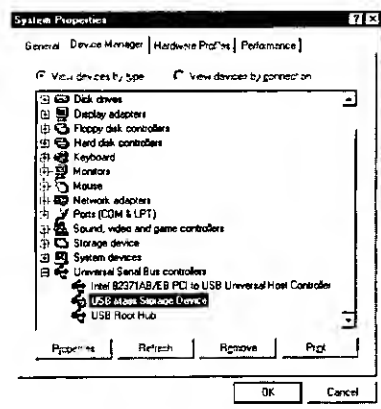 System Properties
General Device Manager Hardware Profiles Performance
View devices by type View devices by connection
Disk drives
Display adapters
Floppy disk controllers
Hard disk controllers
Keyboard
Monitors
Mouse
Network adapters
Ports (COM & LPT)
Sound, video and game controllers
Storage device
System devices
Universal Serial Bus controllers
Intel 82371AB/EB PCI to USB Universal Host Controller
USB Mass Storage Device
USB Root Hub
Properties Refresh Remove Print
OK Cancel